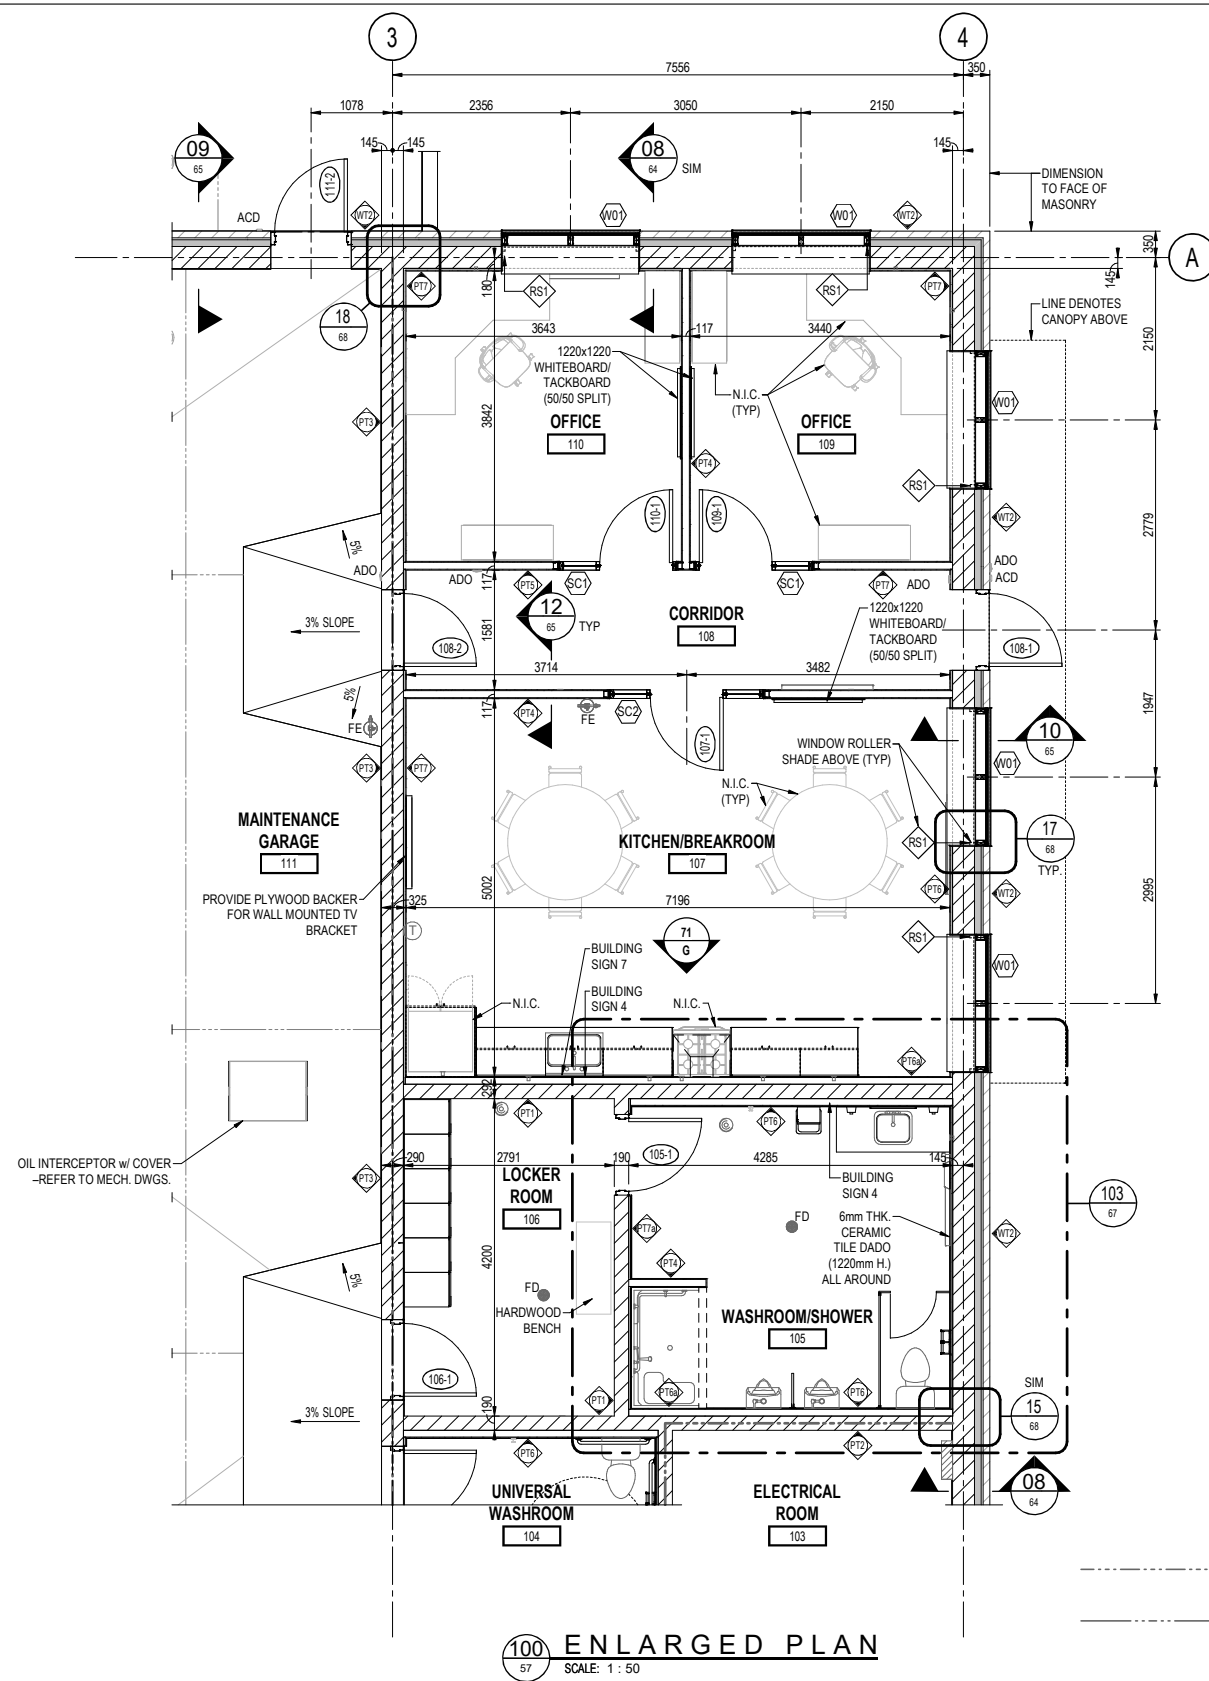 3
4
7556
350
1078
2356
3050
2150
145
145
145
09
65
08
64
SIM
DIMENSION
TO FACE OF
MASONRY
111-2
ACD
WT2
W01
W01
WT2
350
A
145
180
RS1
RS1
PT7
PT7
18
68
LINE DENOTES
CANOPY ABOVE
3643
117
3440
2150
1220x1220
WHITEBOARD/
TACKBOARD
(50/50 SPLIT)
N.I.C.
(TYP)
W01
PT3
OFFICE
110
OFFICE
109
3842
PT4
RS1
110-1
109-1
WT2
2779
5%
ADO
ADO
117
PT5
SC1
SC1
PT7
ADO
ADO
ACD
3% SLOPE
1581
12
65
TYP
CORRIDOR
108
1220x1220
WHITEBOARD/
TACKBOARD
(50/50 SPLIT)
108-2
108-1
3714
3482
5%
117
PT4
FE
SC2
FE
107-1
1947
10
65
WINDOW ROLLER
SHADE ABOVE (TYP)
PT3
PT7
W01
N.I.C.
(TYP)
MAINTENANCE
GARAGE
111
KITCHEN/BREAKROOM
107
RS1
17
68
TYP.
PROVIDE PLYWOOD BACKER
FOR WALL MOUNTED TV
BRACKET
325
5002
7196
PT6
WT2
2995
T
71
G
RS1
BUILDING
SIGN 7
W01
BUILDING
SIGN 4
N.I.C.
N.I.C.
PT6a
292
PT1
PT6
OIL INTERCEPTOR w/ COVER
–REFER TO MECH. DWGS.
105-1
290
2791
190
4285
145
PT3
LOCKER
ROOM
106
BUILDING
SIGN 4
103
67
6mm THK.
CERAMIC
TILE DADO
(1220mm H.)
ALL AROUND
FD
PT7a
WT2
4200
PT4
5%
FD
HARDWOOD
BENCH
WASHROOM/SHOWER
105
106-1
PT6a
PT6
PT1
190
SIM
15
68
3% SLOPE
PT6
PT2
08
64
UNIVERSAL
WASHROOM
104
ELECTRICAL
ROOM
103
100
57
ENLARGED PLAN
SCALE: 1 : 50